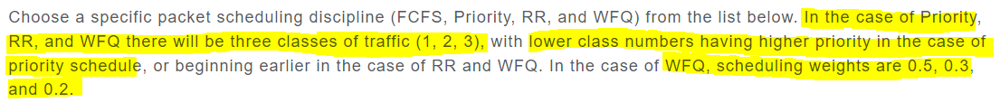 Choose a specific packet scheduling discipline (FCFS, Priority, RR, and WFQ) from the list below. In the case of Priority,
RR, and WFQ there will be three classes of traffic (1, 2, 3), with lower class numbers having higher priority in the case of
priority schedule, or beginning earlier in the case of RR and WFQ. In the case of WFQ, scheduling weights are 0.5, 0.3,
and 0.2.